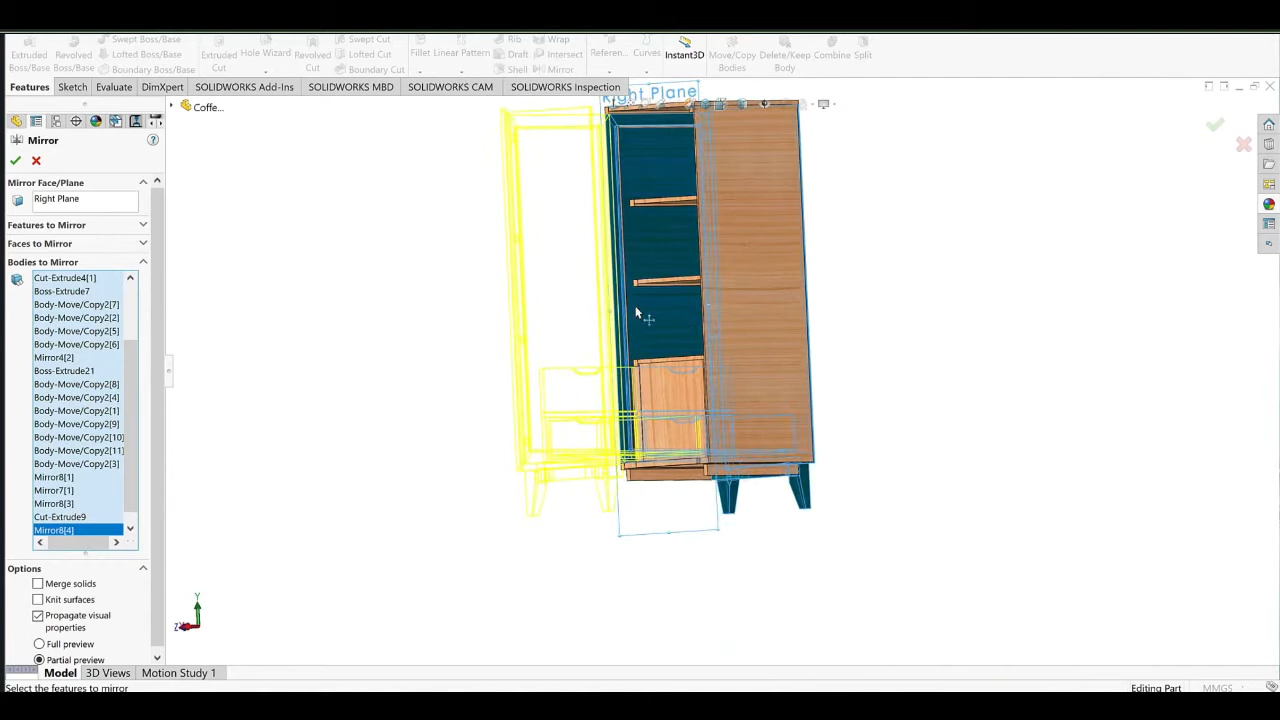 Extruded Boss/Base
Revolved Boss/Base
Swept Boss/Base
Lofted Boss/Base
Boundary Boss/Base
Extruded Cut
Hole Wizard
Revolved Cut
Swept Cut
Lofted Cut
Boundary Cut
Fillet
Linear Pattern
Rib
Draft
Shell
Wrap
Intersect
Mirror
Referen...
Curves
Instant3D
Move/Copy Bodies
Delete/Keep Body
Combine
Split
Features
Sketch
Evaluate
DimXpert
SOLIDWORKS Add-Ins
SOLIDWORKS MBD
SOLIDWORKS CAM
SOLIDWORKS Inspection
Right Plane
Coffe...
Mirror
Mirror Face/Plane
Right Plane
Features to Mirror
Faces to Mirror
Bodies to Mirror
Cut-Extrude4[1]
Boss-Extrude7
Body-Move/Copy2[7]
Body-Move/Copy2[2]
Body-Move/Copy2[5]
Body-Move/Copy2[6]
Mirror4[2]
Boss-Extrude21
Body-Move/Copy2[8]
Body-Move/Copy2[4]
Body-Move/Copy2[1]
Body-Move/Copy2[9]
Body-Move/Copy2[10]
Body-Move/Copy2[11]
Body-Move/Copy2[3]
Mirror8[1]
Mirror7[1]
Mirror8[3]
Cut-Extrude9
Mirror8[4]
Options
Merge solids
Knit surfaces
Propagate visual
properties
Full preview
Partial preview
Y
Z
Model
3D Views
Motion Study 1
Select the features to mirror
Editing Part
MMGS